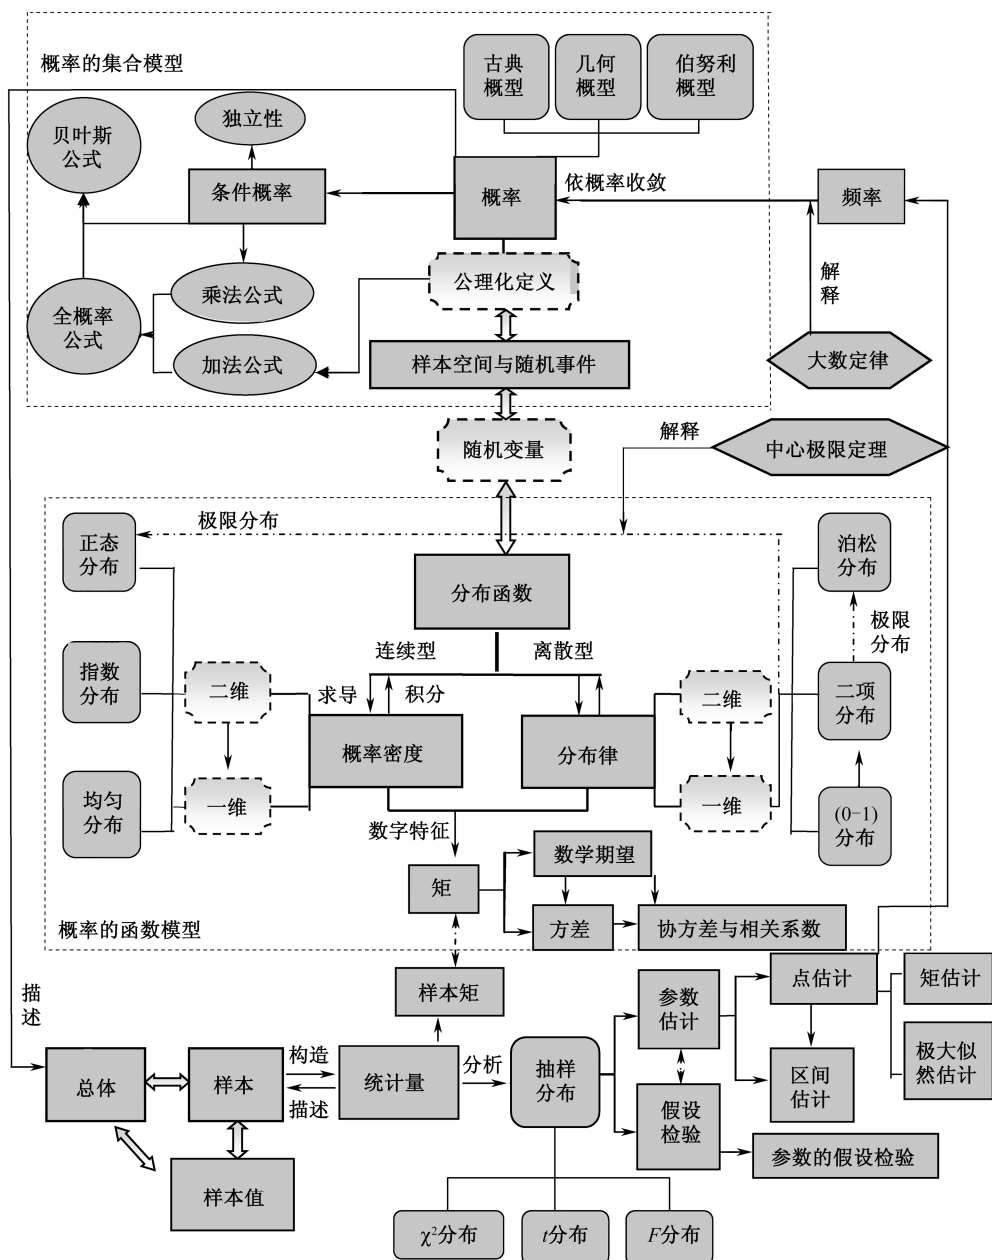 概率的集合模型
古典
概型
几何
概型
伯努利
概型
贝叶斯
公式
独立性
条件概率
概率
依概率收敛
频率
解
释
公理化定义
乘法公式
全概率
公式
加法公式
样本空间与随机事件
大数定律
随机变量
解释
中心极限定理
极限分布
正态
分布
泊松
分布
分布函数
极限
分布
连续型
离散型
指数
分布
二维
求导
积分
二维
二项
分布
概率密度
分布律
均匀
分布
一维
一维
(0-1)
分布
数字特征
数学期望
矩
方差
协方差与相关系数
概率的函数模型
描
述
样本矩
参数
估计
点估计
矩估计
总体
样本
构造
描述
统计量
分析
抽样
分布
区间
估计
极大似
然估计
假设
检验
参数的假设检验
样本值
χ²分布
t分布
F分布